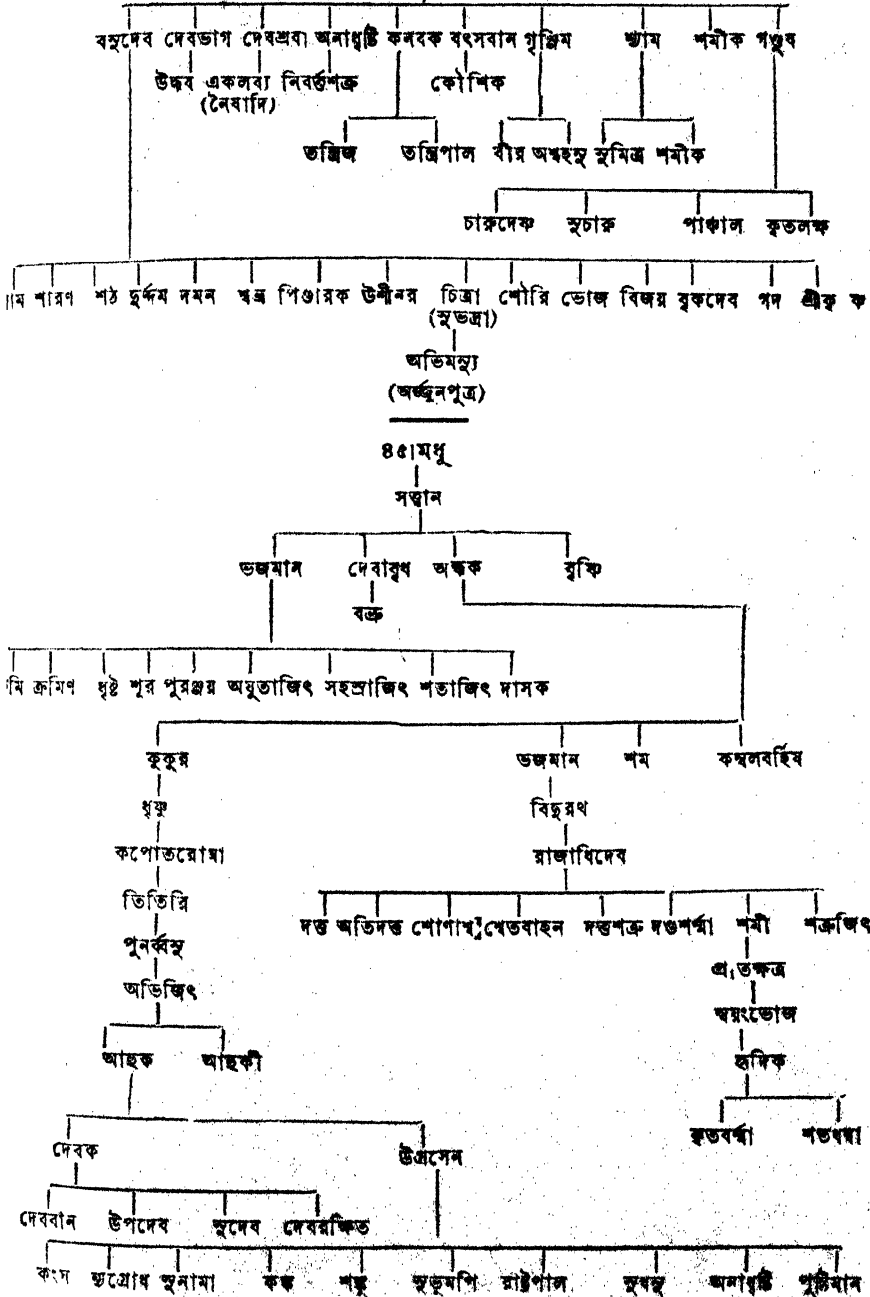 বসুদেব দেবভাগ দেবশ্রবা অনাধৃষ্টি কনবক বৎসবান গৃঞ্জিম শ্যাম শমীক গণ্ডূষ
উদ্ধব একলব্য নিবর্ত্তশত্রু কৌশিক
(নৈষাদি)
তন্ত্রিজ তন্ত্রিপাল বীর অশ্বহনু সুমিত্র শমীক
চারুদেষ্ণ সুচারু পাঞ্চাল কৃতলক্ষ
শারণ শঠ দুর্দ্দম দমন শ্বভ্র পিণ্ডারক উশীনর চিত্রা শৌরি ভোজ বিজয় বৃকদেব গদ শ্রীকৃষ্ণ
(সুভদ্রা)
অভিমন্যু
(অর্জ্জুনপুত্র)
৪৫।মধু
সত্বান
ভজমান দেবাবৃধ অন্ধক বৃষ্ণি
বভ্রু
ক্রমিণ ধৃষ্ট শূর পুরঞ্জয় অযুতাজিৎ সহস্রাজিৎ শতাজিৎ দাসক
কুকুর ভজমান শম কম্বলবর্হিষ
ধৃষ্ণু বিদূরথ
কপোতরোমা রাজাধিদেব
তিতিরি দত্ত অতিদত্ত শোণাশ্ব শ্বেতবাহন দত্তশত্রু দণ্ডশর্ম্মা শমী শত্রুজিৎ
পুনর্ব্বসু প্রতিক্ষত্র
অভিজিৎ স্বয়ংভোজ
আহুক আহুকী হৃদিক
কৃতবর্ম্মা শতধন্বা
দেবক উগ্রসেন
দেববান উপদেব সুদেব দেবরক্ষিত
কংস ন্যগ্রোধ সুনামা কঙ্ক শঙ্কু সুভূমপি রাষ্ট্রপাল সুধনু অনাধৃষ্টি পুষ্টিমান